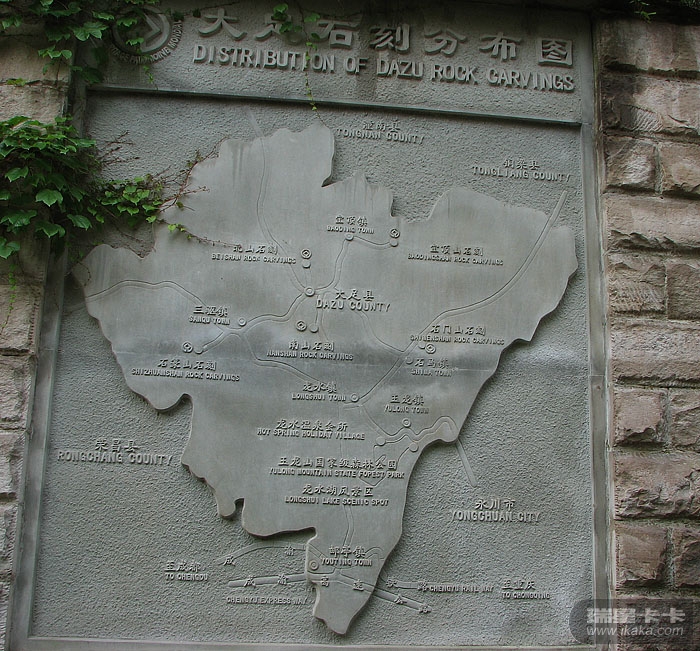 大足石刻分布图
DISTRIBUTION OF DAZU ROCK CARVINGS
潼南县
TONGNAN COUNTY
铜梁县
TONGLIANG COUNTY
宝顶镇
BAODING TOWN
北山石刻
BEISHAN ROCK CARVINGS
宝顶山石刻
BAODINGSHAN ROCK CARVINGS
大足县
DAZU COUNTY
三驱镇
SANQU TOWN
南山石刻
NANSHAN ROCK CARVINGS
石门山石刻
SHIMENSHAN ROCK CARVINGS
石篆山石刻
SHIZHUANSHAN ROCK CARVINGS
石马镇
SHIMA TOWN
龙水镇
LONGSHUI TOWN
玉龙镇
YULONG TOWN
龙水温泉会所
HOT SPRING HOLIDAY VILLAGE
荣昌县
RONGCHANG COUNTY
玉龙山国家级森林公园
YULONG MOUNTAIN STATE FOREST PARK
龙水湖风景区
LONGSHUI LAKE SCENIC SPOT
永川市
YONGCHUAN CITY
邮亭镇
YOUTING TOWN
至成都
TO CHENGDU
成渝
成渝高速
铁路
CHENGYU RAILWAY
至重庆
TO CHONGQING
CHENGYU EXPRESS WAY
瑞星卡卡
www.ikaka.com